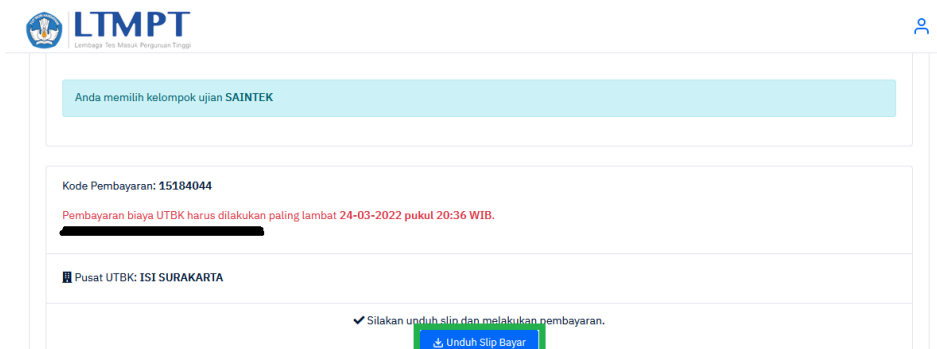 LTMPT
Lembaga Tes Masuk Perguruan Tinggi
Anda memilih kelompok ujian SAINTEK
Kode Pembayaran: 15184044
Pembayaran biaya UTBK harus dilakukan paling lambat 24-03-2022 pukul 20:36 WIB.
Pusat UTBK: ISI SURAKARTA
Silakan unduh slip dan melakukan pembayaran.
Unduh Slip Bayar